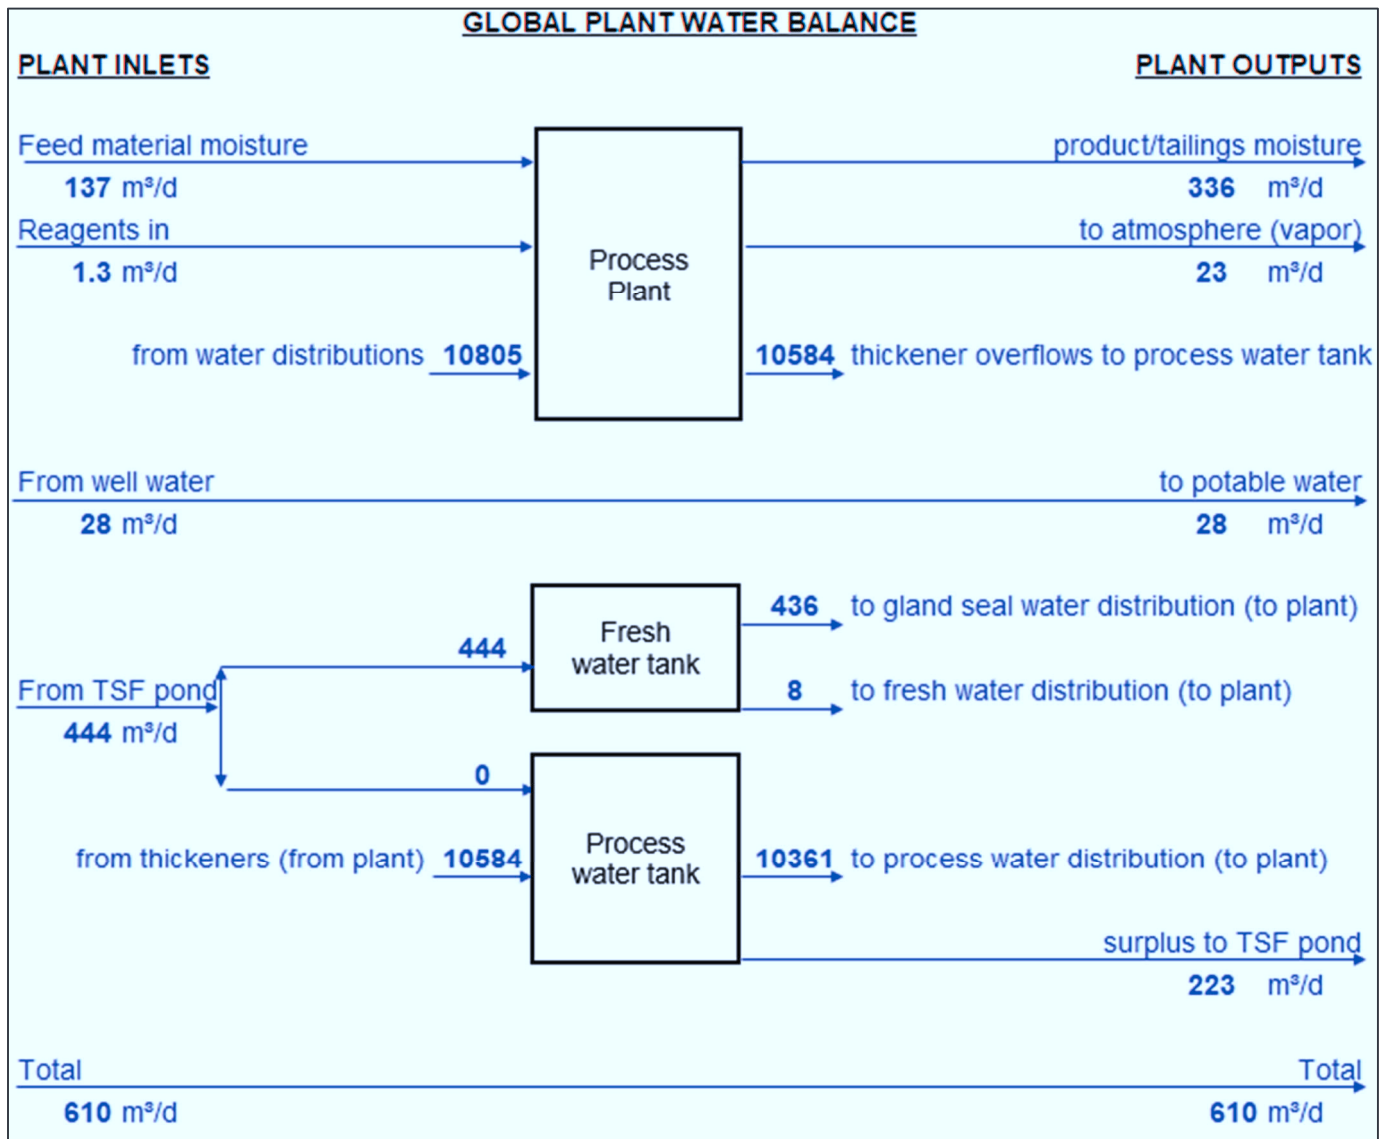 GLOBAL PLANT WATER BALANCE
PLANT INLETS
PLANT OUTPUTS
Feed material moisture
product/tailings moisture
137 m³/d
336 m³/d
Reagents in
to atmosphere (vapor)
1.3 m³/d
23 m³/d
Process
Plant
from water distributions 10805
10584 thickener overflows to process water tank
From well water
to potable water
28 m³/d
28 m³/d
444
Fresh
water tank
436 to gland seal water distribution (to plant)
From TSF pond
8 to fresh water distribution (to plant)
444 m³/d
0
Process
water tank
from thickeners (from plant) 10584
10361 to process water distribution (to plant)
surplus to TSF pond
223 m³/d
Total
Total
610 m³/d
610 m³/d